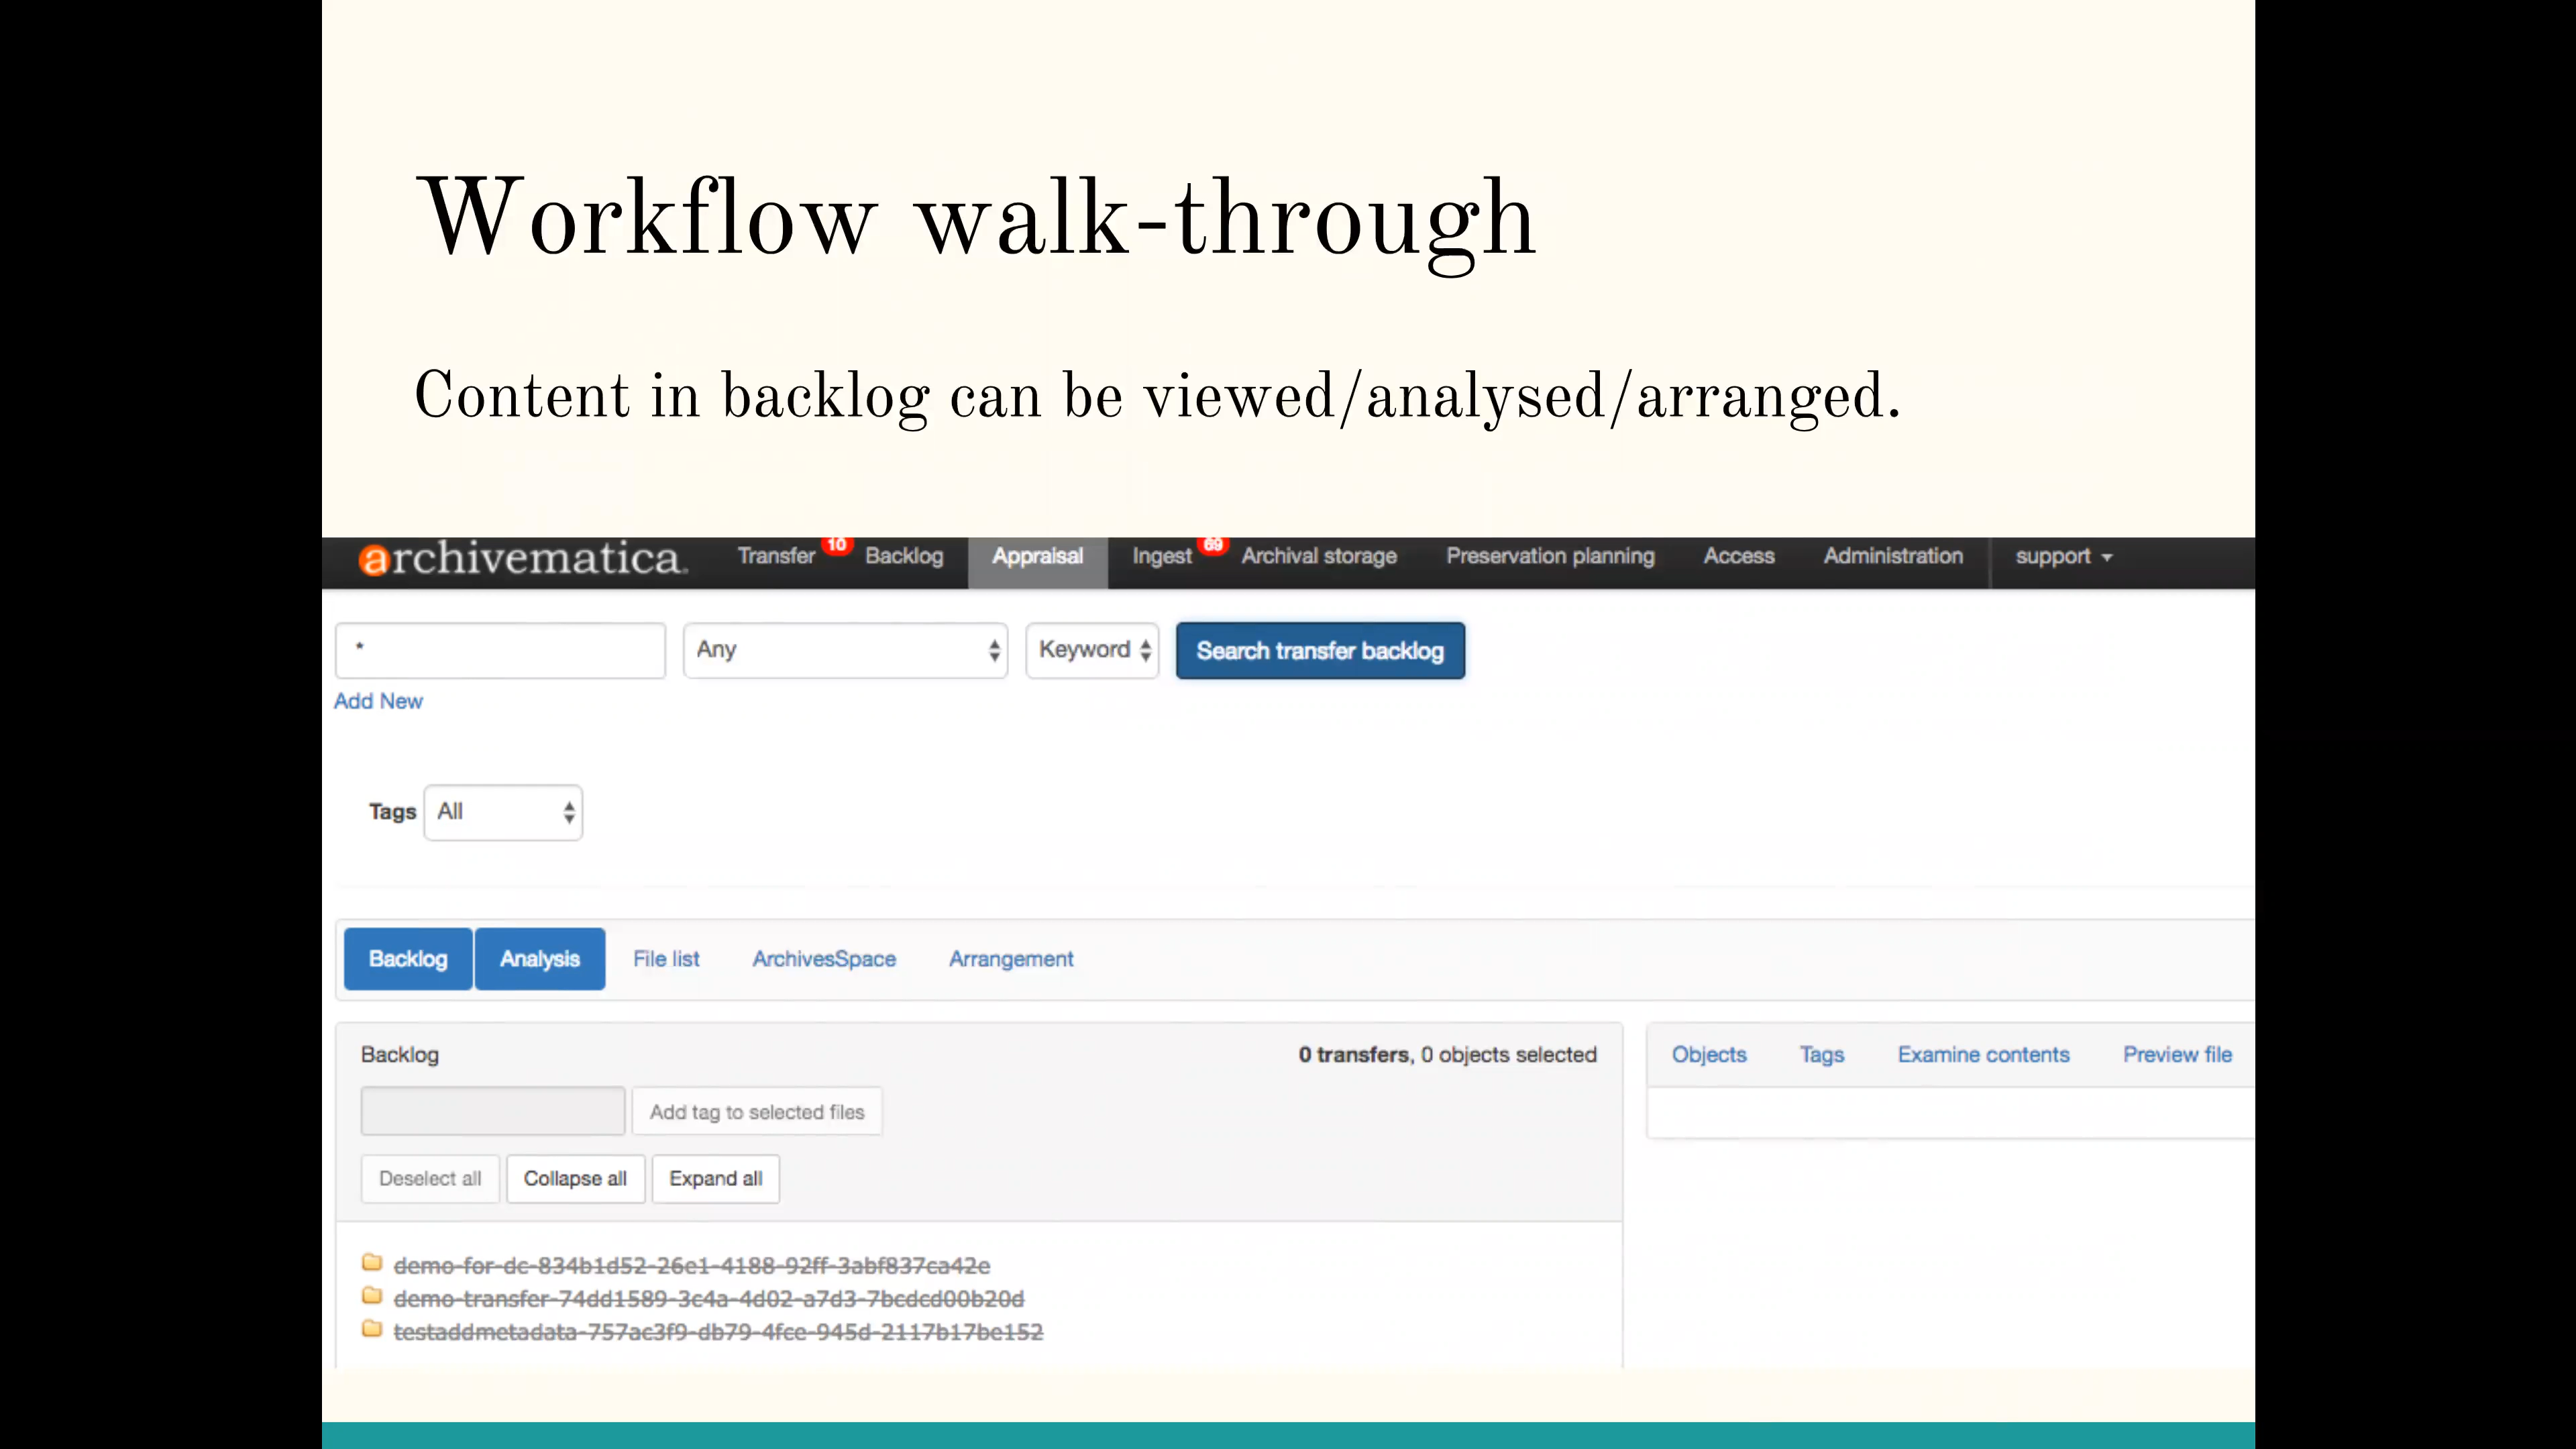 Workflow walk-through
Content in backlog can be viewed/analysed/arranged.
archivematica. Transfer 10 Backlog Appraisal Ingest 69 Archival storage Preservation planning Access Administration support
* Any Keyword Search transfer backlog
Add New
Tags All
Backlog Analysis File list ArchivesSpace Arrangement
Backlog 0 transfers, 0 objects selected
Objects Tags Examine contents Preview file
Add tag to selected files
Deselect all Collapse all Expand all
demo-for-dc-834b1d52-26e1-4188-92ff-3abf837ca42e
demo-transfer-74dd1589-3c4a-4d02-a7d3-7bcdcd00b20d
testaddmetadata-757ac3f9-db79-4fce-945d-2117b17be152